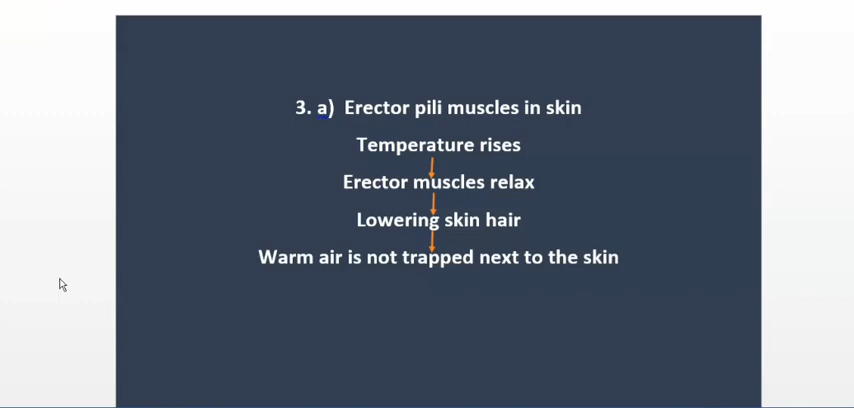 3. a) Erector pili muscles in skin
Temperature rises
Erector muscles relax
Lowering skin hair
Warm air is not trapped next to the skin